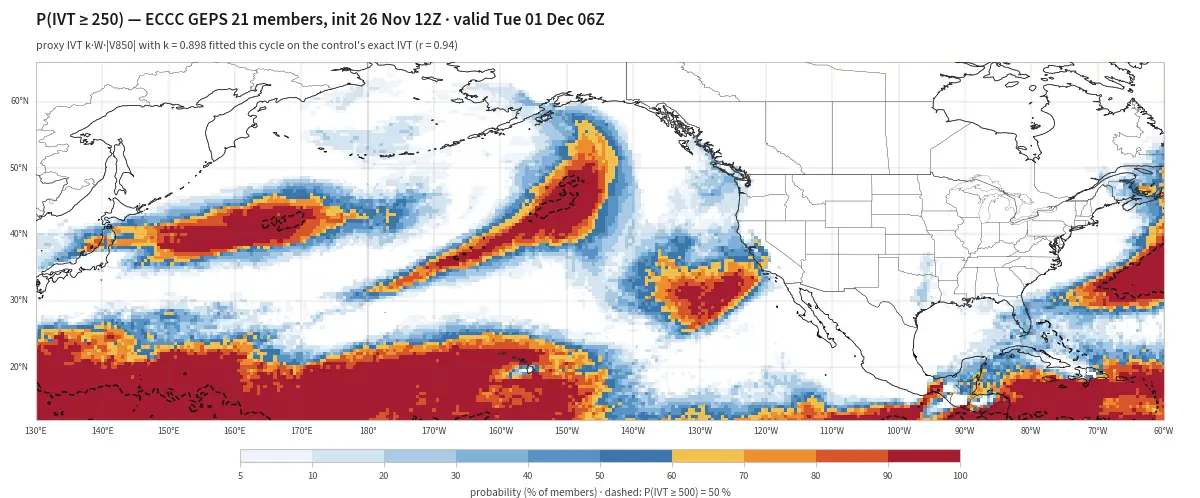 P(IVT ≥ 250) — ECCC GEPS 21 members, init 26 Nov 12Z · valid Tue 01 Dec 06Z
proxy IVT k·W·|V850| with k = 0.898 fitted this cycle on the control's exact IVT (r = 0.94)
60°N
50°N
40°N
30°N
20°N
130°E 140°E 150°E 160°E 170°E 180° 170°W 160°W 150°W 140°W 130°W 120°W 110°W 100°W 90°W 80°W 70°W 60°W
5 10 20 30 40 50 60 70 80 90 100
probability (% of members) · dashed: P(IVT ≥ 500) = 50 %